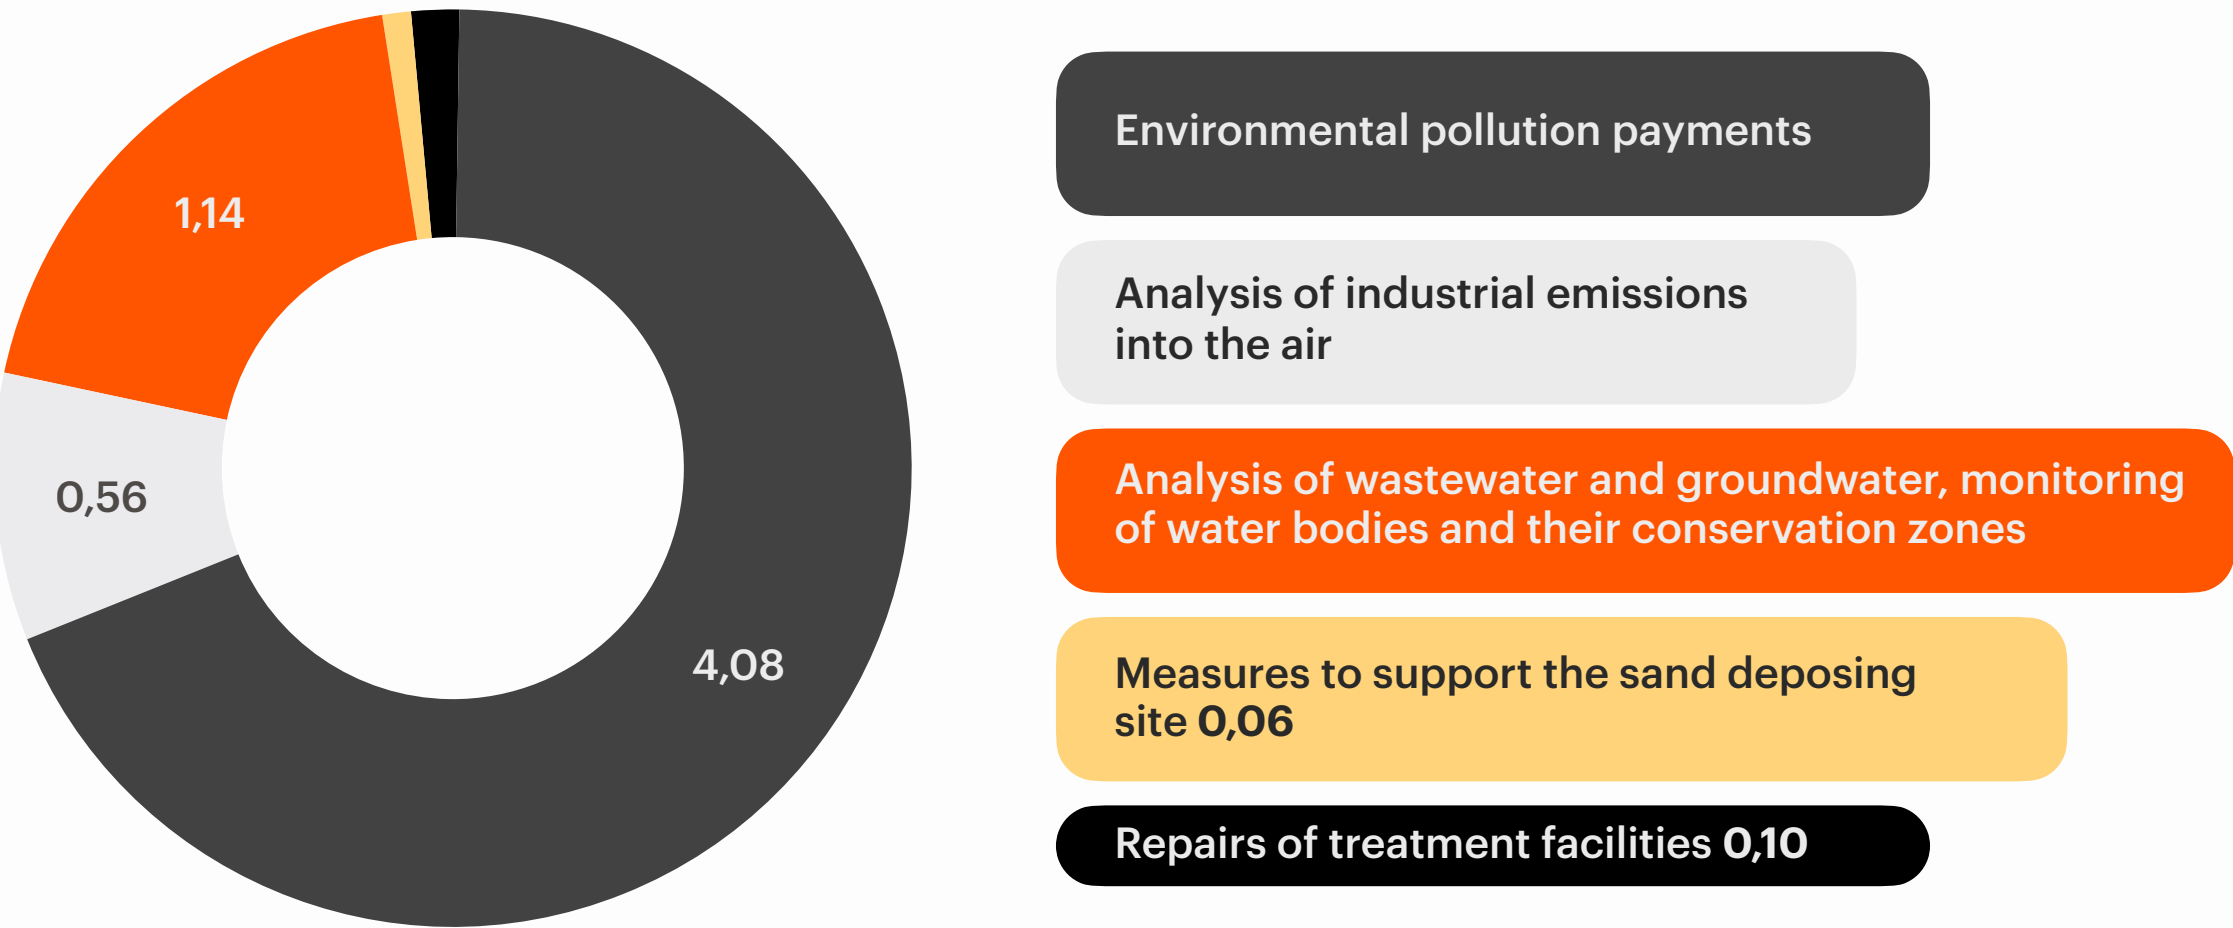 1,14
0,56
4,08
Environmental pollution payments
Analysis of industrial emissions
into the air
Analysis of wastewater and groundwater, monitoring
of water bodies and their conservation zones
Measures to support the sand deposing
site 0,06
Repairs of treatment facilities 0,10